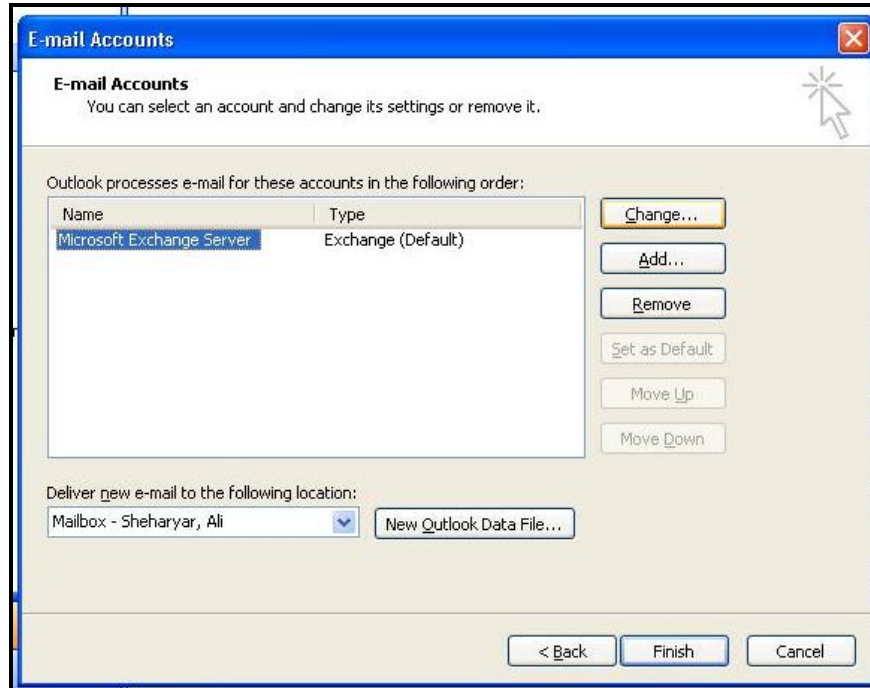 E-mail Accounts
E-mail Accounts
You can select an account and change its settings or remove it.
Outlook processes e-mail for these accounts in the following order:
Name Type
Microsoft Exchange Server Exchange (Default)
Change...
Add...
Remove
Set as Default
Move Up
Move Down
Deliver new e-mail to the following location:
Mailbox - Sheharyar, Ali New Outlook Data File...
< Back Finish Cancel